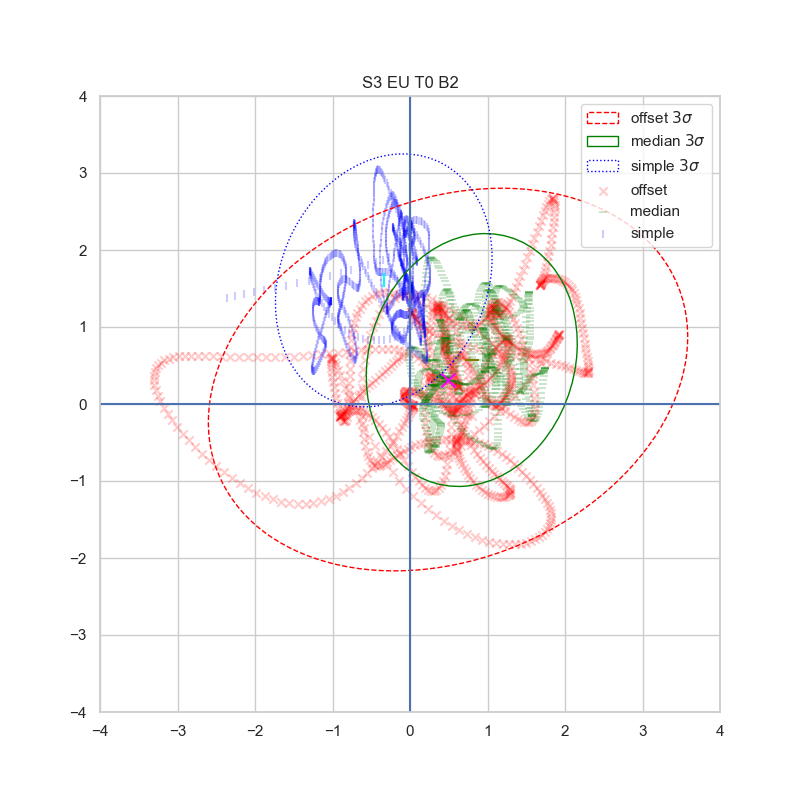 S3 EU T0 B2
offset 3σ
median 3σ
simple 3σ
offset
median
simple
4
3
2
1
0
−1
−2
−3
−4
−4 −3 −2 −1 0 1 2 3 4